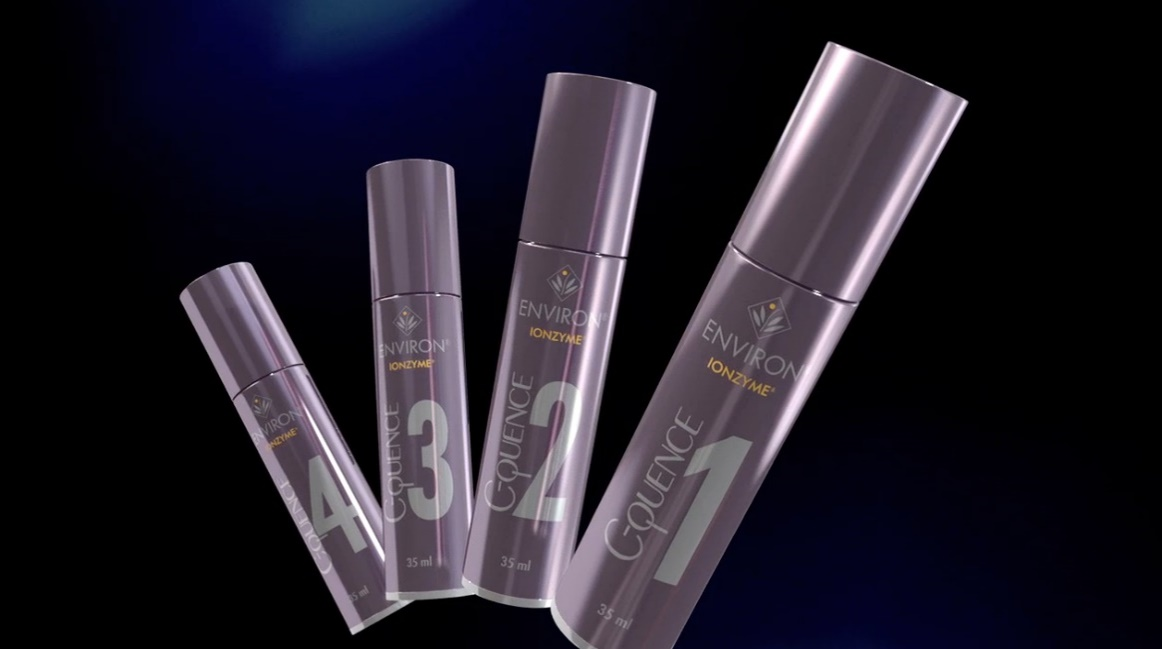 ENVIRON
IONZYME®
C-QUENCE
4
35 ml
ENVIRON®
IONZYME®
C-QUENCE
3
35 ml
ENVIRON®
IONZYME®
C-QUENCE
2
35 ml
ENVIRON
IONZYME®
C-QUENCE
1
35 ml